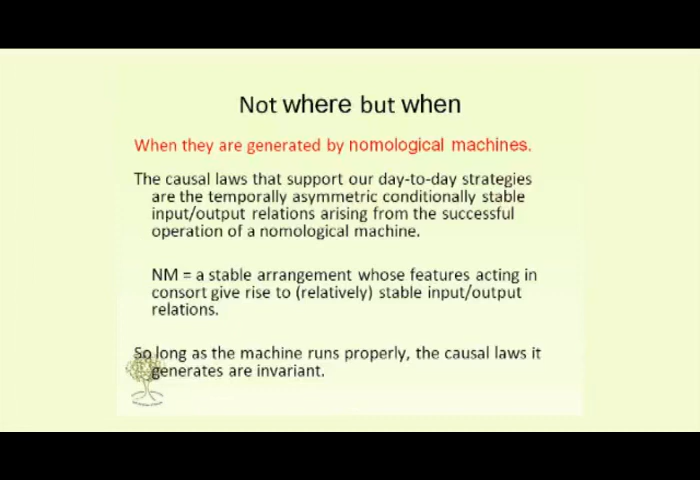 Not where but when
When they are generated by nomological machines.
The causal laws that support our day-to-day strategies
are the temporally asymmetric conditionally stable
input/output relations arising from the successful
operation of a nomological machine.
NM = a stable arrangement whose features acting in
consort give rise to (relatively) stable input/output
relations.
So long as the machine runs properly, the causal laws it
generates are invariant.